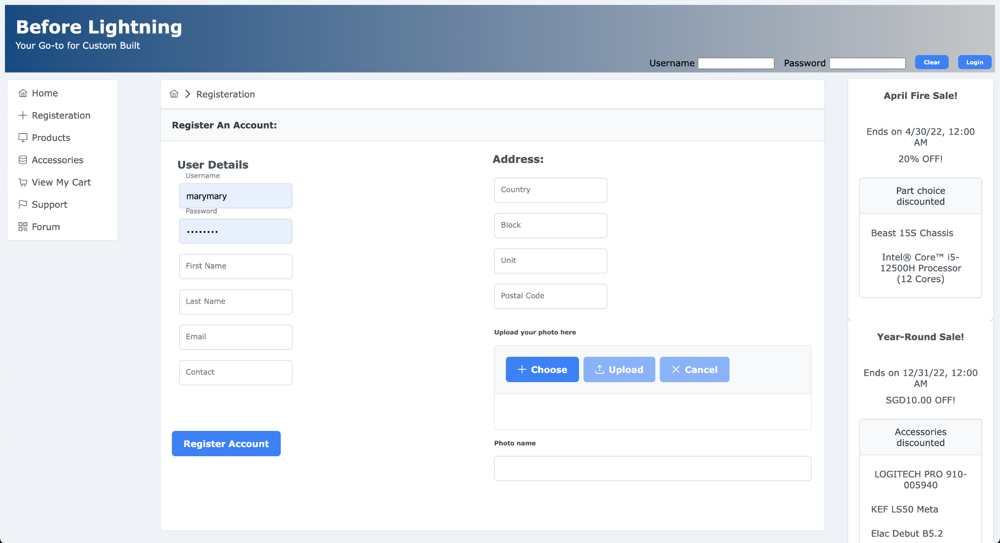 Before Lightning
Your Go-to for Custom Built
Username
Password
Clear
Login
Home
Registeration
Products
Accessories
View My Cart
Support
Forum
Registeration
Register An Account:
User Details
Username
marymary
Password
••••••••
First Name
Last Name
Email
Contact
Register Account
Address:
Country
Block
Unit
Postal Code
Upload your photo here
Choose
Upload
Cancel
Photo name
April Fire Sale!
Ends on 4/30/22, 12:00
AM
20% OFF!
Part choice
discounted
Beast 15S Chassis
Intel® Core™ i5-
12500H Processor
(12 Cores)
Year-Round Sale!
Ends on 12/31/22, 12:00
AM
SGD10.00 OFF!
Accessories
discounted
LOGITECH PRO 910-
005940
KEF LS50 Meta
Elac Debut B5.2